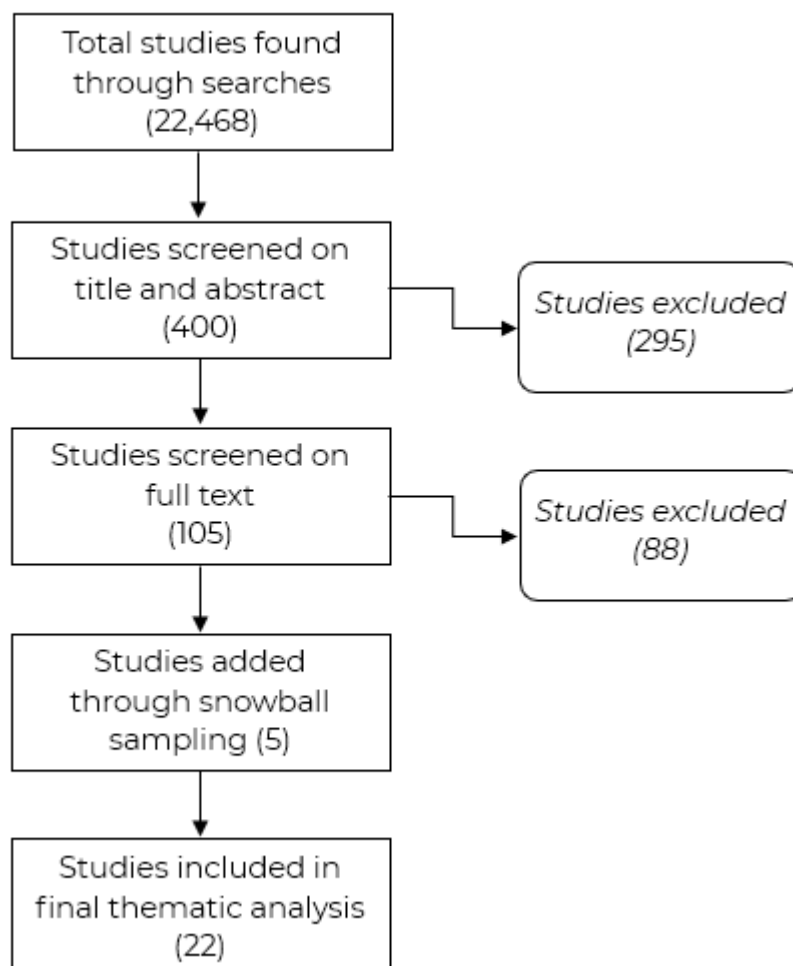 Total studies found
through searches
(22,468)
Studies screened on
title and abstract
(400)
Studies excluded
(295)
Studies screened on
full text
(105)
Studies excluded
(88)
Studies added
through snowball
sampling (5)
Studies included in
final thematic analysis
(22)